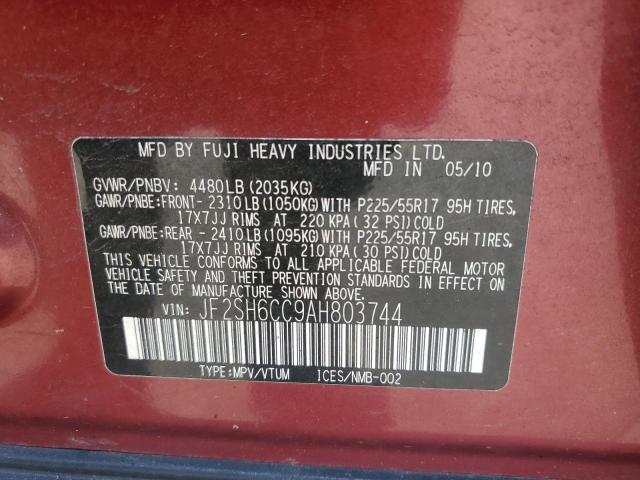 MFD BY FUJI HEAVY INDUSTRIES LTD.
MFD IN 05/10
GVWR/PNBV: 4480LB (2035KG)
GAWR/PNBE:FRONT- 2310LB(1050KG)WITH P225/55R17 95H TIRES,
17X7JJ RIMS AT 220 KPA (32 PSI)COLD
GAWR/PNBE:REAR - 2410LB(1095KG)WITH P225/55R17 95H TIRES,
17X7JJ RIMS AT 210 KPA (30 PSI)COLD
THIS VEHICLE CONFORMS TO ALL APPLICABLE FEDERAL MOTOR
VEHICLE SAFETY AND THEFT PREVENTION STANDARDS IN
EFFECT ON THE DATE OF MANUFACTURE SHOWN ABOVE.
VIN: JF2SH6CC9AH803744
TYPE:MPV/VTUM ICES/NMB-002